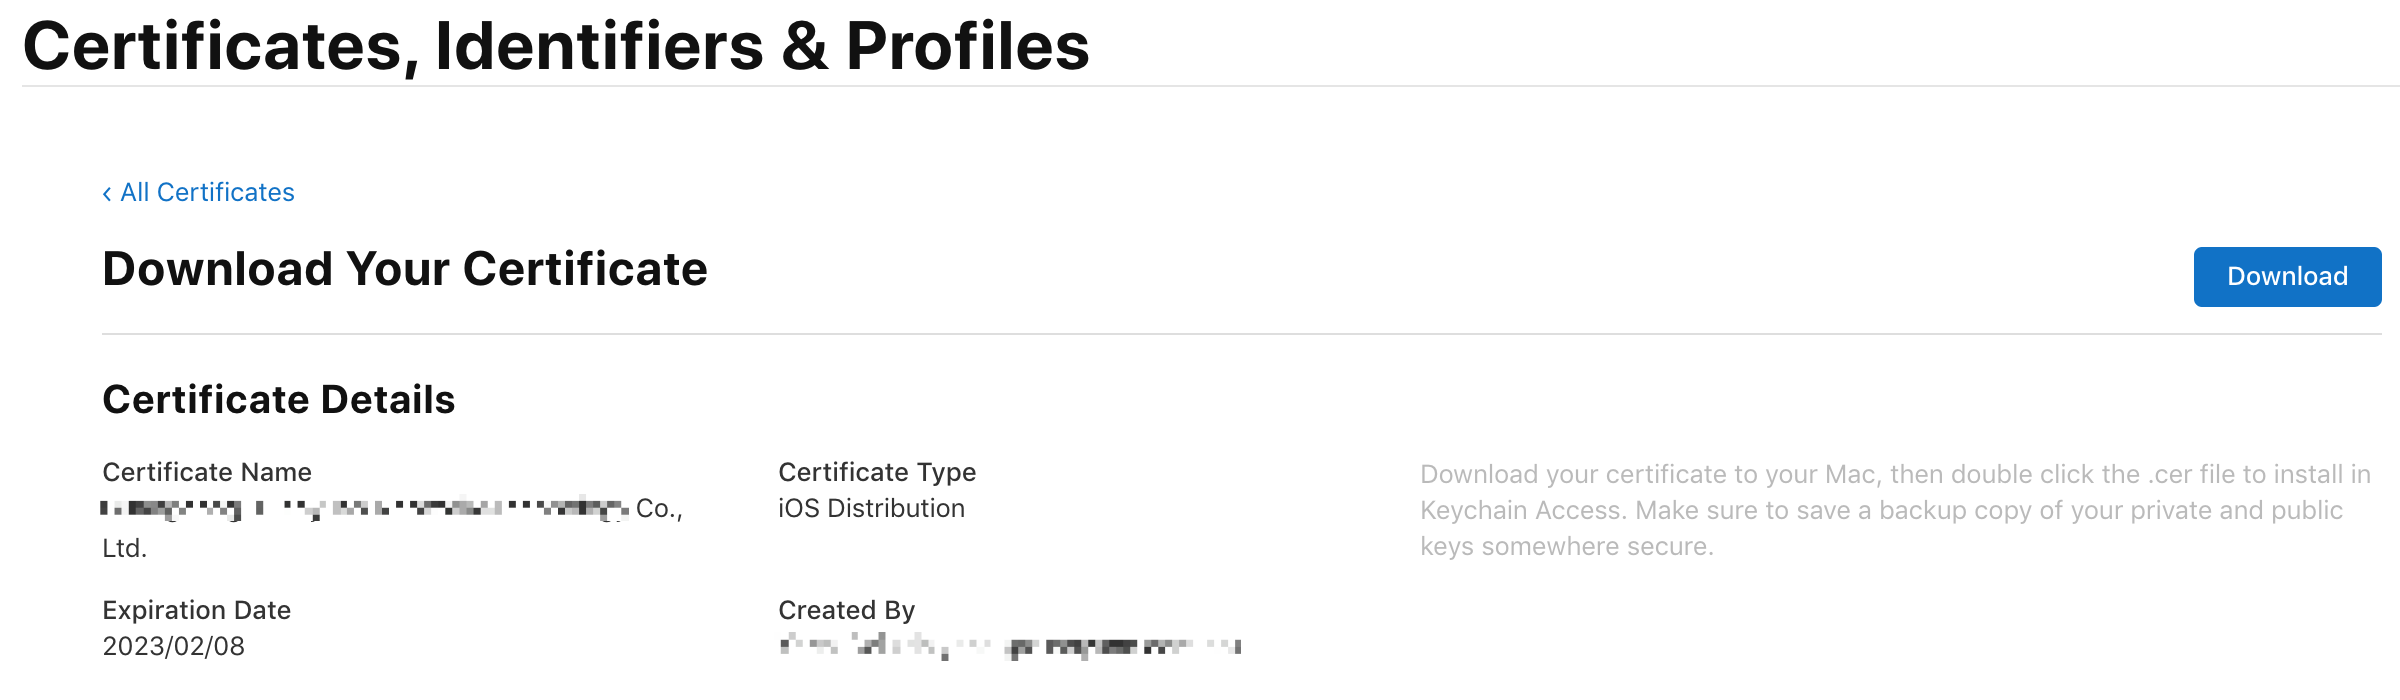 Certificates, Identifiers & Profiles
‹ All Certificates
Download Your Certificate
Download
Certificate Details
Certificate Name
Co.,
Ltd.
Certificate Type
iOS Distribution
Download your certificate to your Mac, then double click the .cer file to install in
Keychain Access. Make sure to save a backup copy of your private and public
keys somewhere secure.
Expiration Date
2023/02/08
Created By